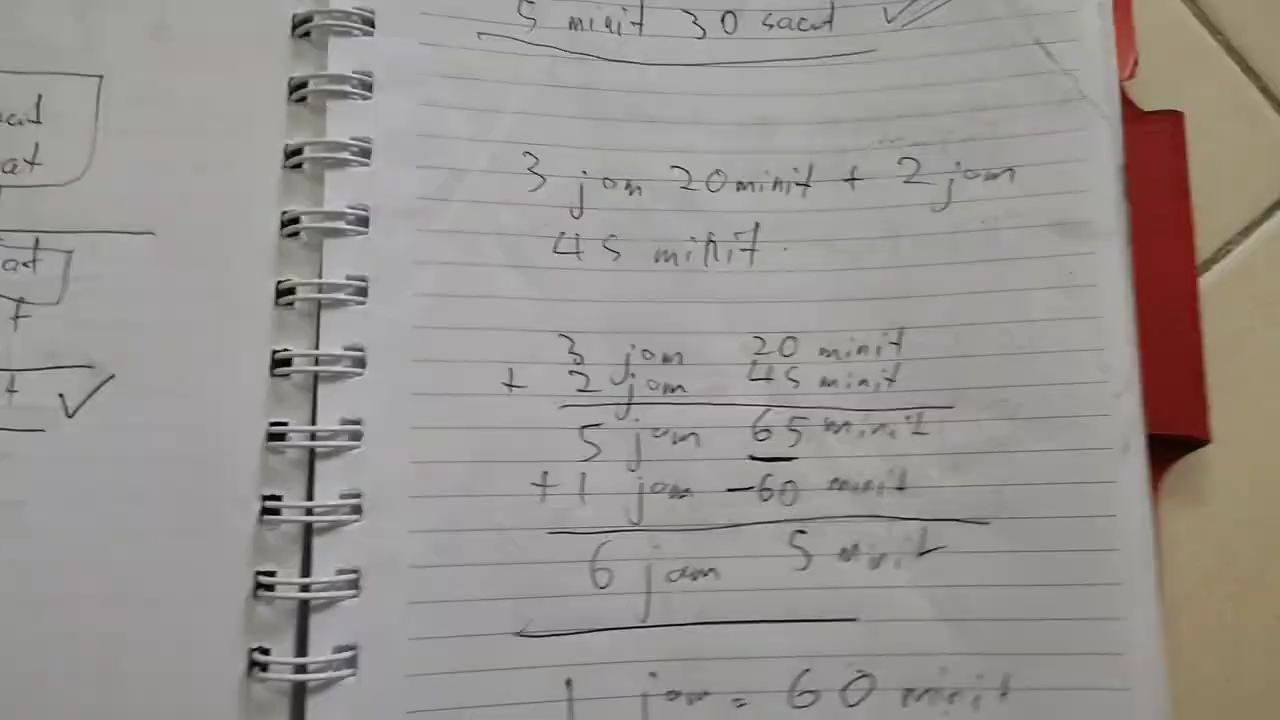 at
t
t
5 minit 30 saat
3 jam 20 minit + 2 jam
45 minit.
3 jam 20 minit
+ 2 jam 45 minit
5 jam 65 minit
+1 jam -60 minit
6 jam 5 minit
1 jam = 60 minit